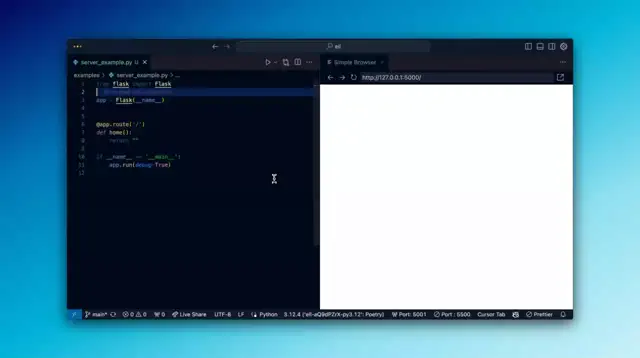 ell
server_example.py U
Simple Browser
examples > server_example.py > ...
http://127.0.0.1:5000/
1 from flask import Flask
2
3 app = Flask(__name__)
4
5
6 @app.route('/')
7 def home():
8 return ""
9
10 if __name__ == '__main__':
11 app.run(debug=True)
12
main* 0 0 0 Live Share UTF-8 LF Python 3.12.4 ('ell-aQ9dPZ/X-py3.12': Poetry) Port: 5001 Port : 5500 Cursor Tab Prettier